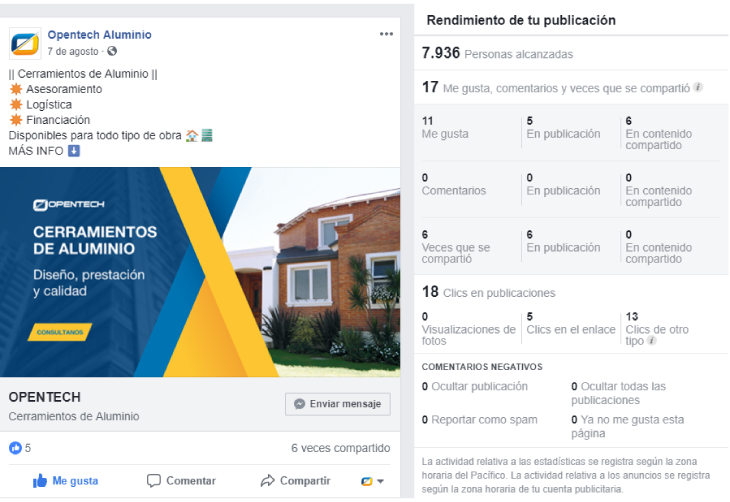 Opentech Aluminio
7 de agosto ·
|| Cerramientos de Aluminio ||
Asesoramiento
Logística
Financiación
Disponibles para todo tipo de obra
MÁS INFO
OPENTECH
CERRAMIENTOS
DE ALUMINIO
Diseño, prestación
y calidad
CONSULTANOS
OPENTECH
Cerramientos de Aluminio
Enviar mensaje
5
6 veces compartido
Me gusta
Comentar
Compartir
Rendimiento de tu publicación
7.936 Personas alcanzadas
17 Me gusta, comentarios y veces que se compartió i
11
Me gusta
5
En publicación
6
En contenido
compartido
0
Comentarios
0
En publicación
0
En contenido
compartido
6
Veces que se
compartió
6
En publicación
0
En contenido
compartido
18 Clics en publicaciones
0
Visualizaciones de
fotos
5
Clics en el enlace
13
Clics de otro
tipo i
COMENTARIOS NEGATIVOS
0 Ocultar publicación
0 Ocultar todas las
publicaciones
0 Reportar como spam
0 Ya no me gusta esta
página
La actividad relativa a las estadísticas se registra según la zona
horaria del Pacífico. La actividad relativa a los anuncios se registra
según la zona horaria de tu cuenta publicitaria.